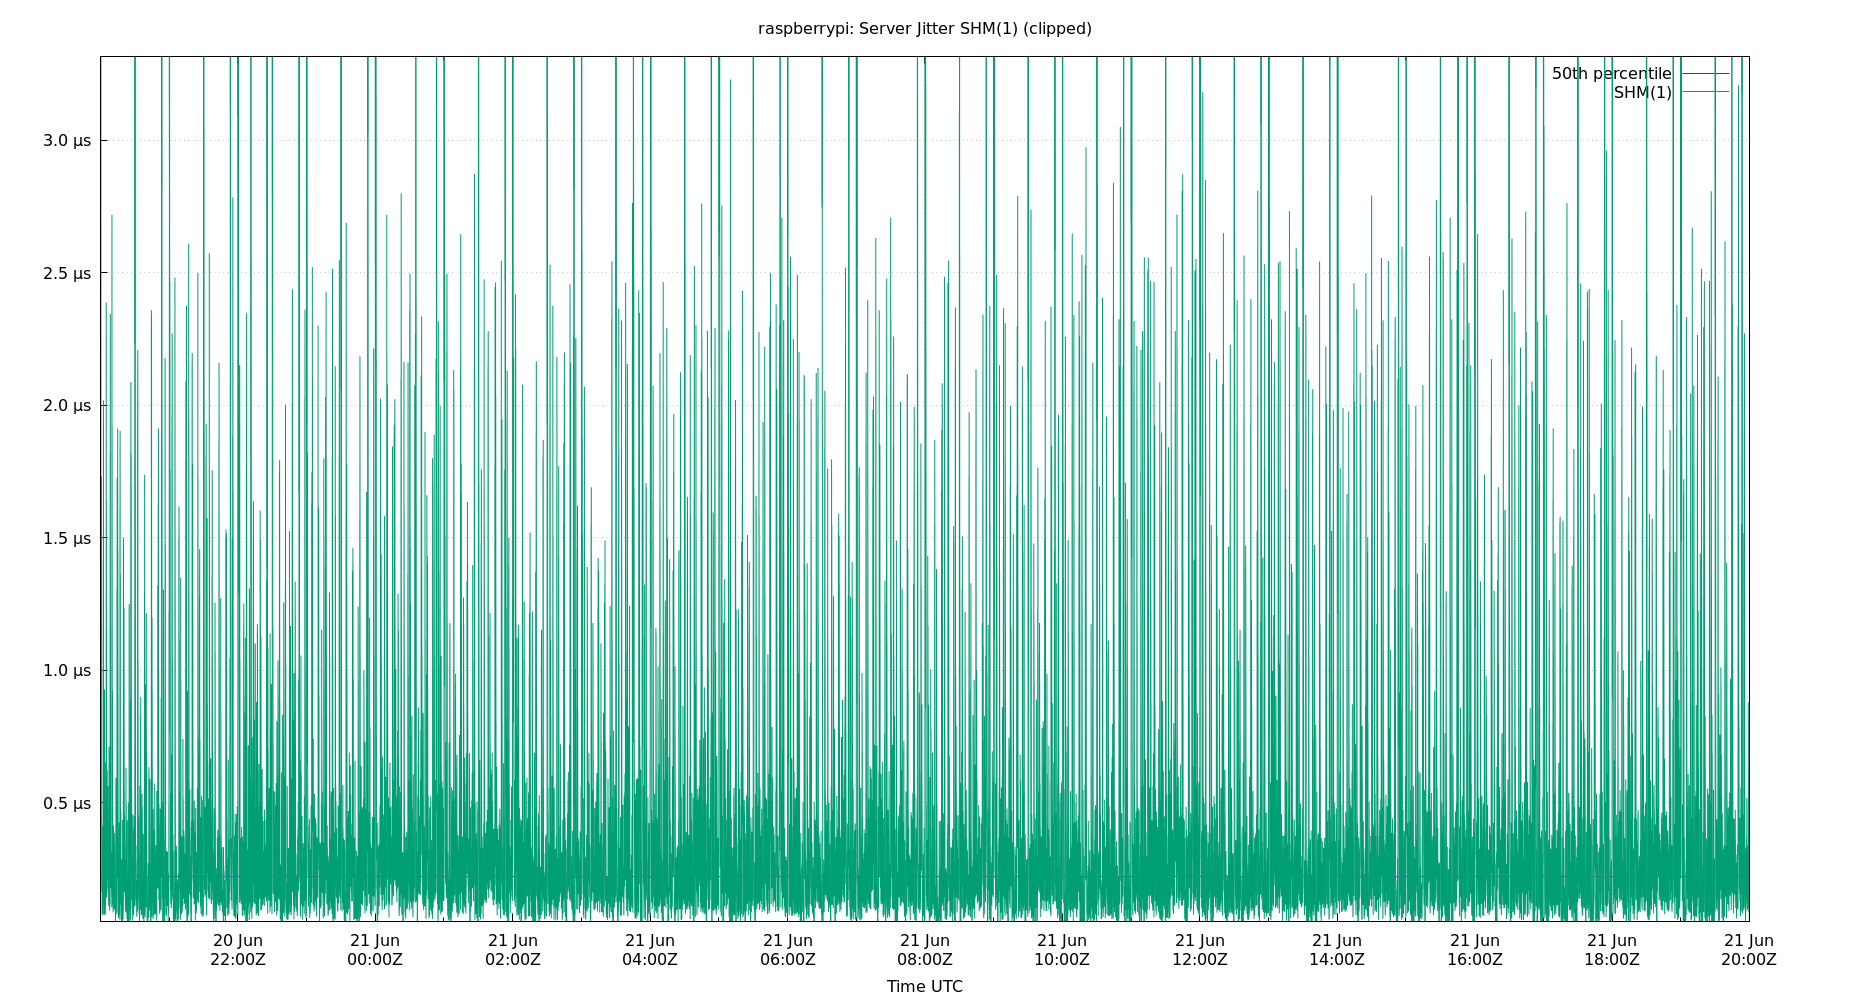 raspberrypi: Server Jitter SHM(1) (clipped)
50th percentile
SHM(1)
3.0 µs
2.5 µs
2.0 µs
1.5 µs
1.0 µs
0.5 µs
20 Jun 21 Jun 21 Jun 21 Jun 21 Jun 21 Jun 21 Jun 21 Jun 21 Jun 21 Jun 21 Jun 21 Jun
22:00Z 00:00Z 02:00Z 04:00Z 06:00Z 08:00Z 10:00Z 12:00Z 14:00Z 16:00Z 18:00Z 20:00Z
Time UTC